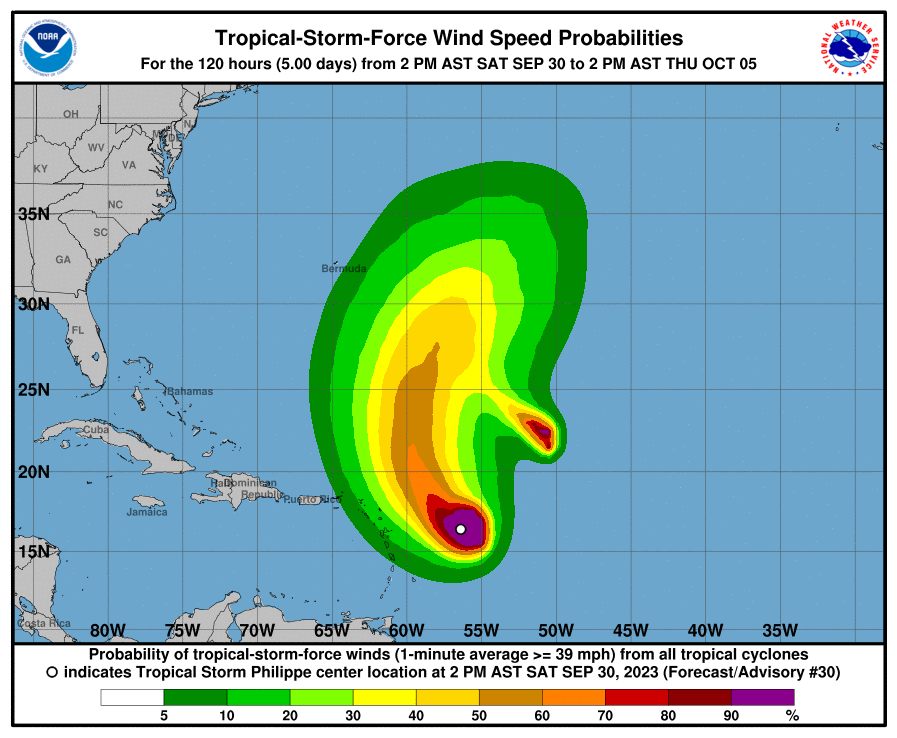 Tropical-Storm-Force Wind Speed Probabilities
For the 120 hours (5.00 days) from 2 PM AST SAT SEP 30 to 2 PM AST THU OCT 05
NOAA
NATIONAL WEATHER SERVICE
OH
NJ
DE
WV
KY
VA
NC
35N
SC
GA
Bermuda
30N
FL
25N
Bahamas
Cuba
20N
Haiti
Dominican
Republic
Puerto Rico
Jamaica
15N
Costa Rica
80W 75W 70W 65W 60W 55W 50W 45W 40W 35W
Probability of tropical-storm-force winds (1-minute average >= 39 mph) from all tropical cyclones
indicates Tropical Storm Philippe center location at 2 PM AST SAT SEP 30, 2023 (Forecast/Advisory #30)
5 10 20 30 40 50 60 70 80 90 %